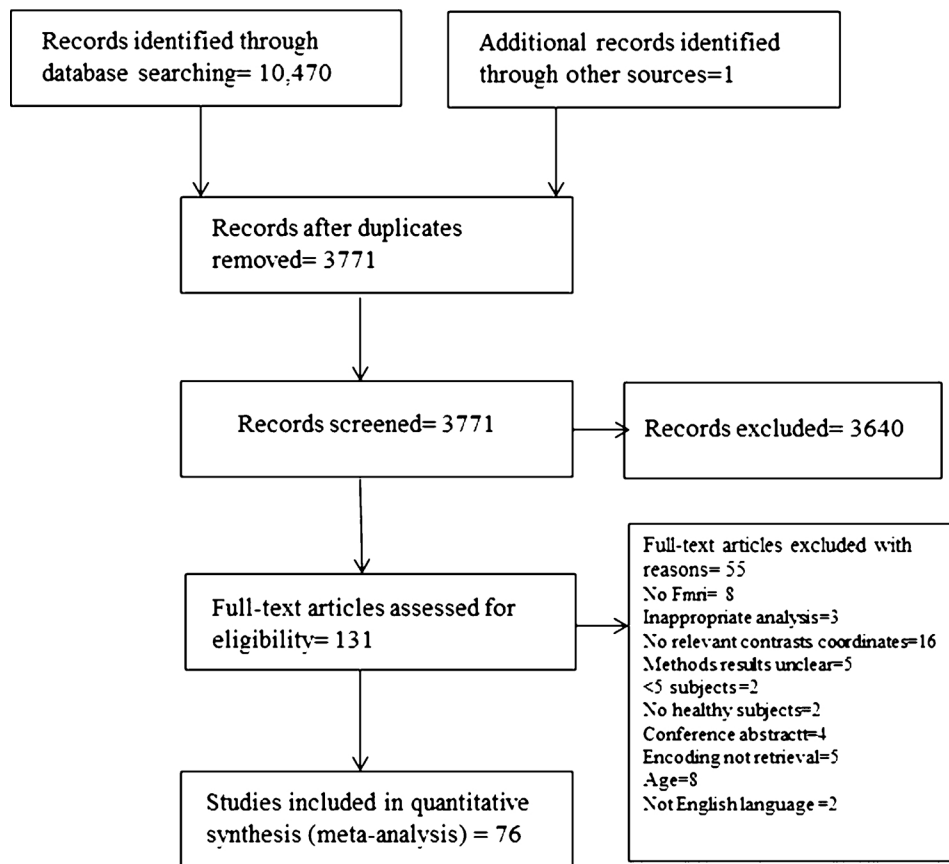 Records identified through
database searching= 10,470
Additional records identified
through other sources=1
Records after duplicates
removed= 3771
Records screened= 3771
Records excluded= 3640
Full-text articles assessed for
eligibility= 131
Full-text articles excluded with
reasons= 55
No Fmri= 8
Inappropriate analysis=3
No relevant contrasts coordinates=16
Methods results unclear=5
<5 subjects=2
No healthy subjects=2
Conference abstractt=4
Encoding not retrieval=5
Age=8
Not English language =2
Studies included in quantitative
synthesis (meta-analysis) = 76